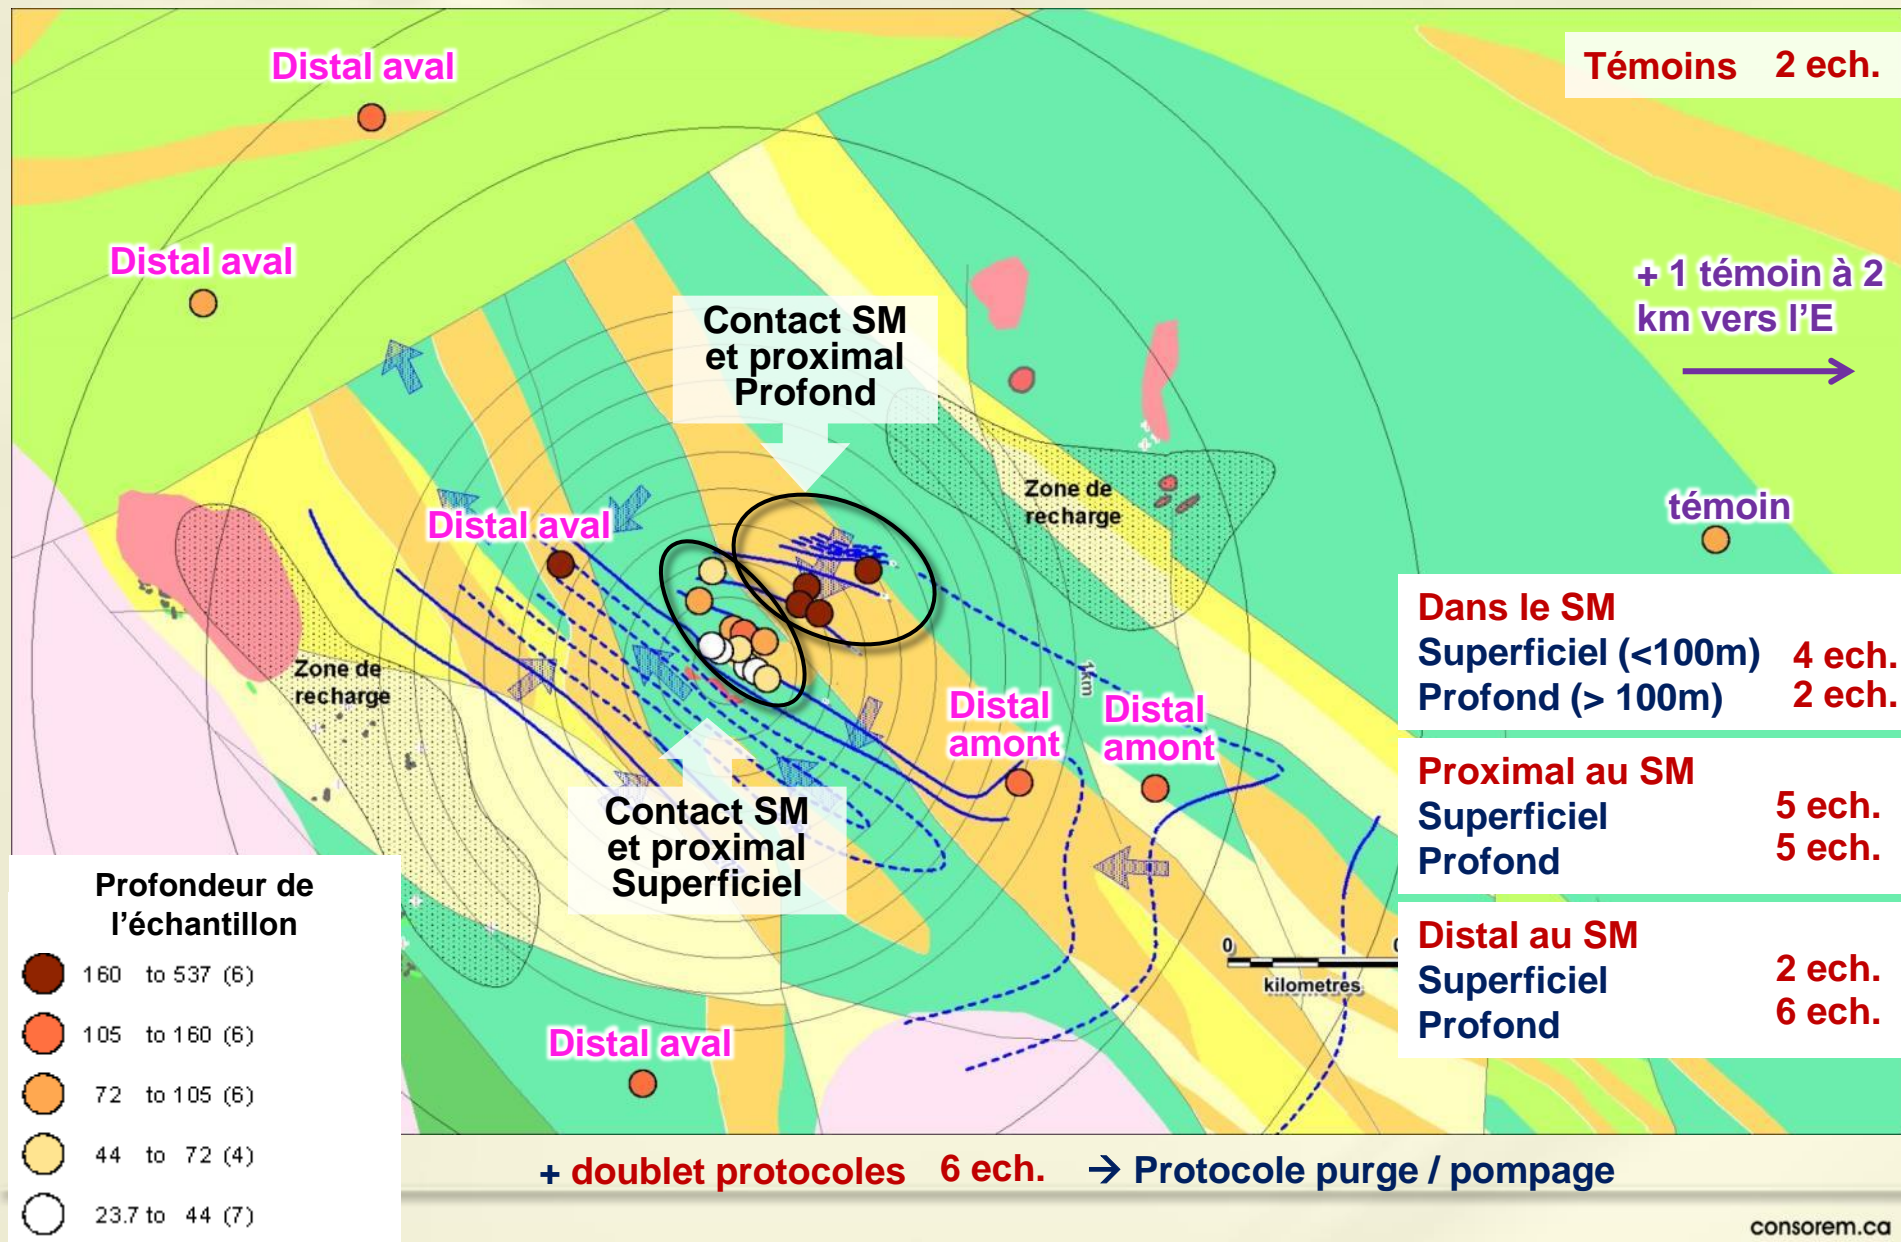 Distal aval
Témoins 2 ech.
Distal aval
+ 1 témoin à 2
km vers l'E
Contact SM
et proximal
Profond
Zone de
recharge
témoin
Distal aval
Dans le SM
Superficiel (<100m) 4 ech.
Profond (> 100m) 2 ech.
Zone de
recharge
1km
Distal
amont
Distal
amont
Proximal au SM
Superficiel 5 ech.
Profond 5 ech.
Contact SM
et proximal
Superficiel
Distal au SM
Superficiel 2 ech.
Profond 6 ech.
0
kilometres
Distal aval
Profondeur de
l'échantillon
160 to 537 (6)
105 to 160 (6)
72 to 105 (6)
44 to 72 (4)
23.7 to 44 (7)
+ doublet protocoles 6 ech. → Protocole purge / pompage
consorem.ca